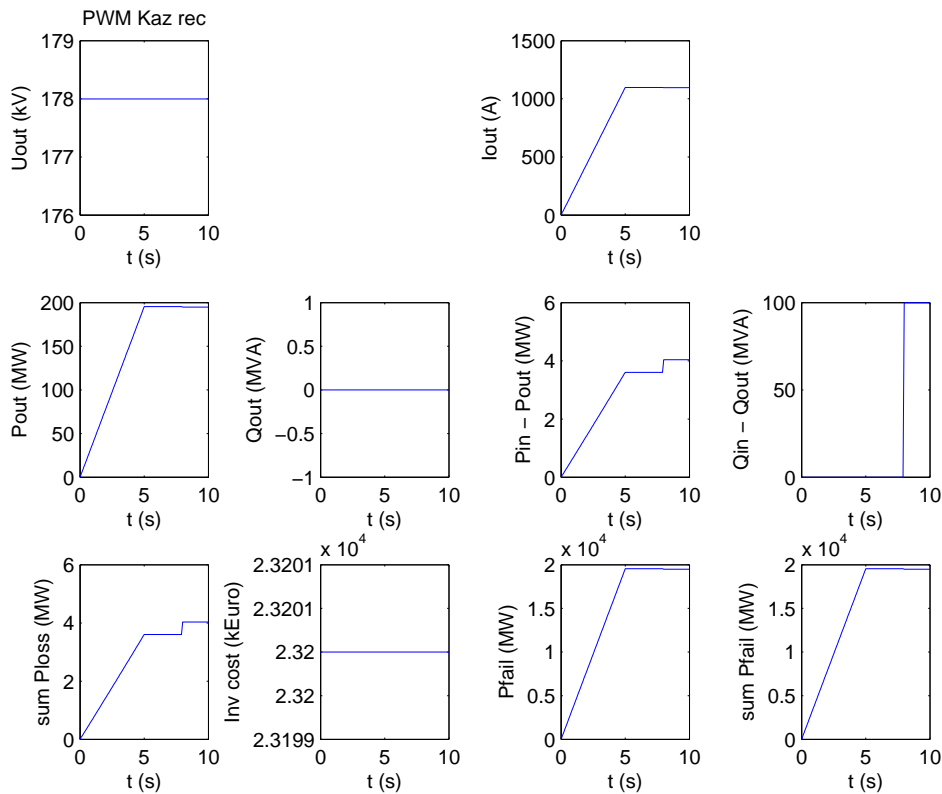 PWM Kaz rec
179
178
177
176
Uout (kV)
0 5 10
t (s)
1500
1000
500
0
Iout (A)
0 5 10
t (s)
200
150
100
50
0
Pout (MW)
0 5 10
t (s)
1
0.5
0
−0.5
−1
Qout (MVA)
0 5 10
t (s)
6
4
2
0
Pin − Pout (MW)
0 5 10
t (s)
100
50
0
Qin − Qout (MVA)
0 5 10
t (s)
6
4
2
0
sum Ploss (MW)
0 5 10
t (s)
x 10^4
2.3201
2.3201
2.32
2.32
2.3199
Inv cost (kEuro)
0 5 10
t (s)
x 10^4
2
1.5
1
0.5
0
Pfail (MW)
0 5 10
t (s)
x 10^4
2
1.5
1
0.5
0
sum Pfail (MW)
0 5 10
t (s)